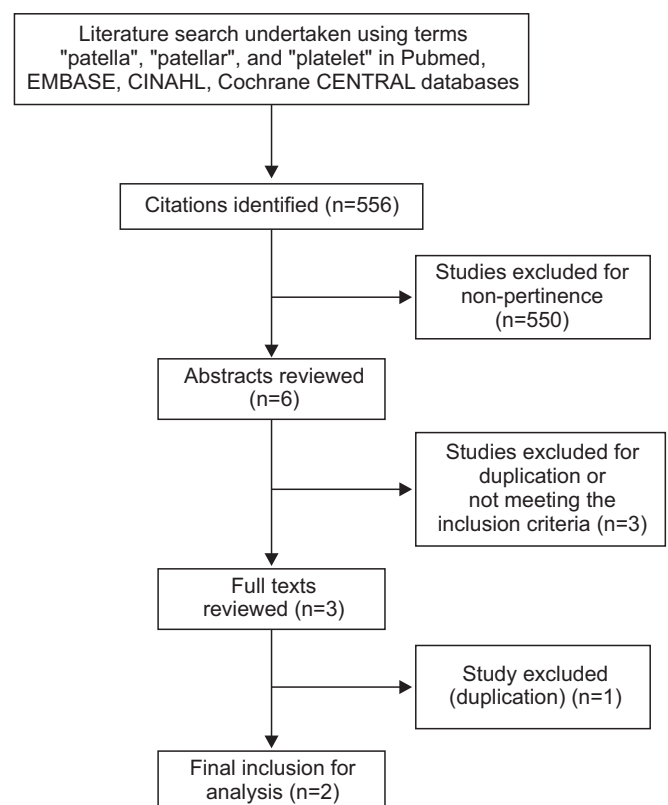 Literature search undertaken using terms
"patella", "patellar", and "platelet" in Pubmed,
EMBASE, CINAHL, Cochrane CENTRAL databases
Citations identified (n=556)
Studies excluded for
non-pertinence
(n=550)
Abstracts reviewed
(n=6)
Studies excluded for
duplication or
not meeting the
inclusion criteria (n=3)
Full texts
reviewed (n=3)
Study excluded
(duplication) (n=1)
Final inclusion for
analysis (n=2)